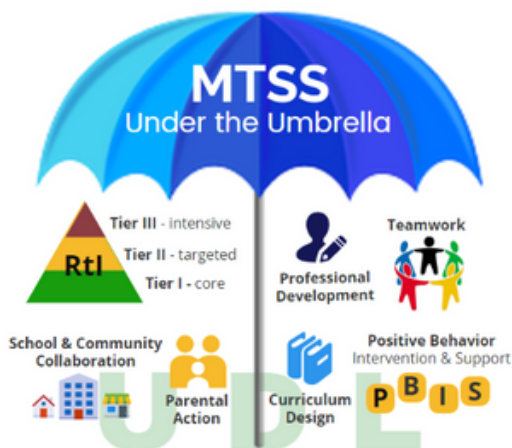 MTSS
Under the Umbrella
Tier III - intensive
Tier II - targeted
Tier I - core
RtI
Professional
Development
Teamwork
School & Community
Collaboration
Parental
Action
Curriculum
Design
Positive Behavior
Intervention & Support
P B I S
UDL